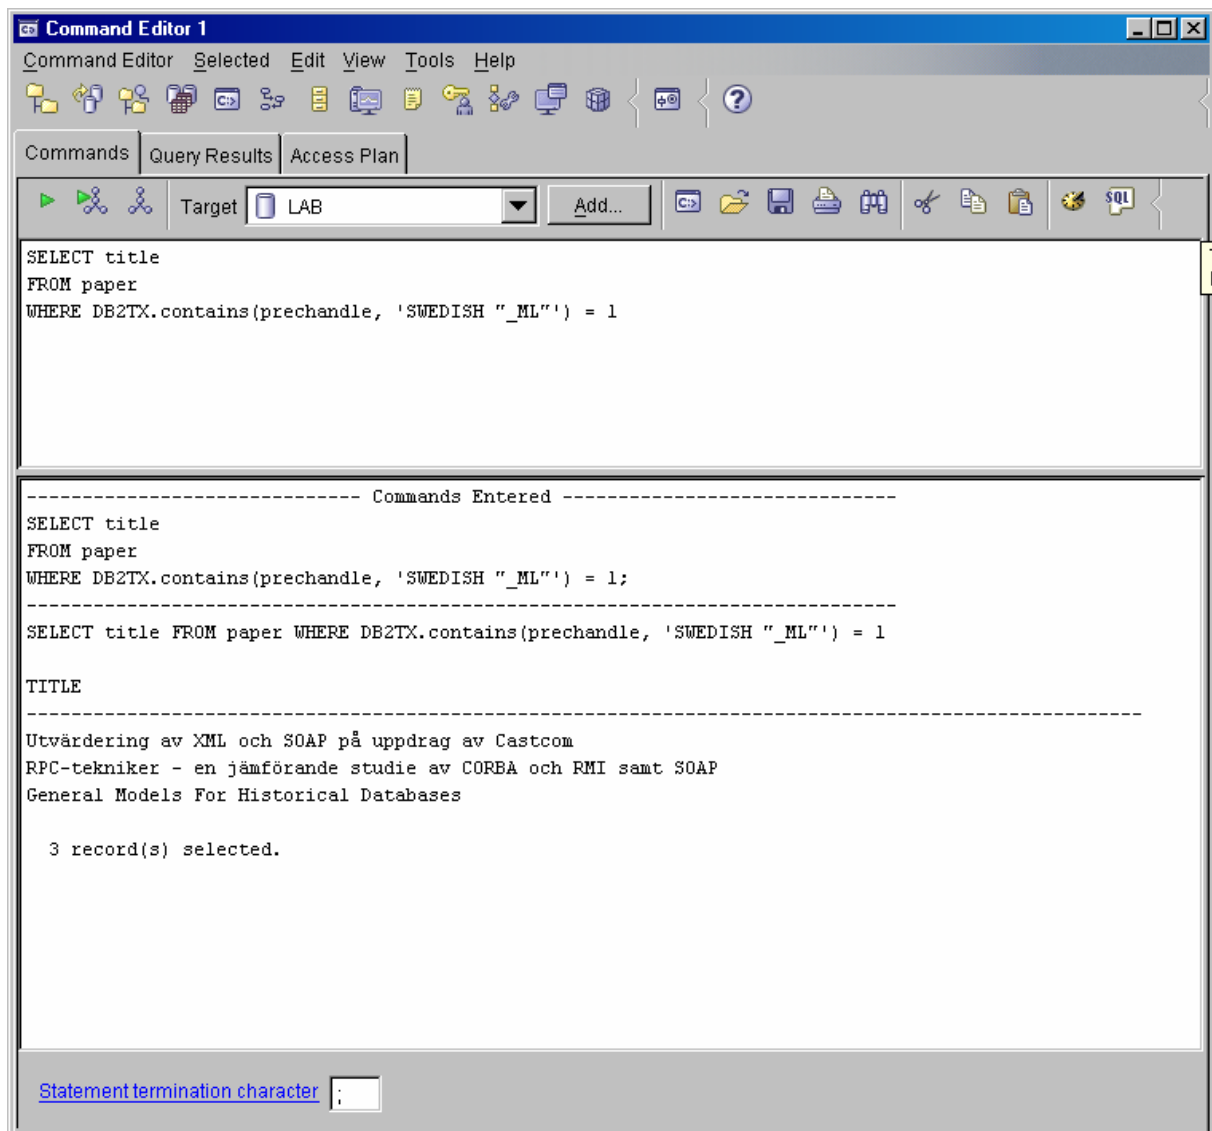 Command Editor 1
Command Editor Selected Edit View Tools Help
Commands Query Results Access Plan
Target LAB Add... SQL
SELECT title
FROM paper
WHERE DB2TX.contains(prechandle, 'SWEDISH "_ML"') = 1
------------------------------ Commands Entered ------------------------------
SELECT title
FROM paper
WHERE DB2TX.contains(prechandle, 'SWEDISH "_ML"') = 1;
------------------------------------------------------------------------------
SELECT title FROM paper WHERE DB2TX.contains(prechandle, 'SWEDISH "_ML"') = 1
TITLE
----------------------------------------------------------------------------------------------------
Utvärdering av XML och SOAP på uppdrag av Castcom
RPC-tekniker - en jämförande studie av CORBA och RMI samt SOAP
General Models For Historical Databases
3 record(s) selected.
Statement termination character ;